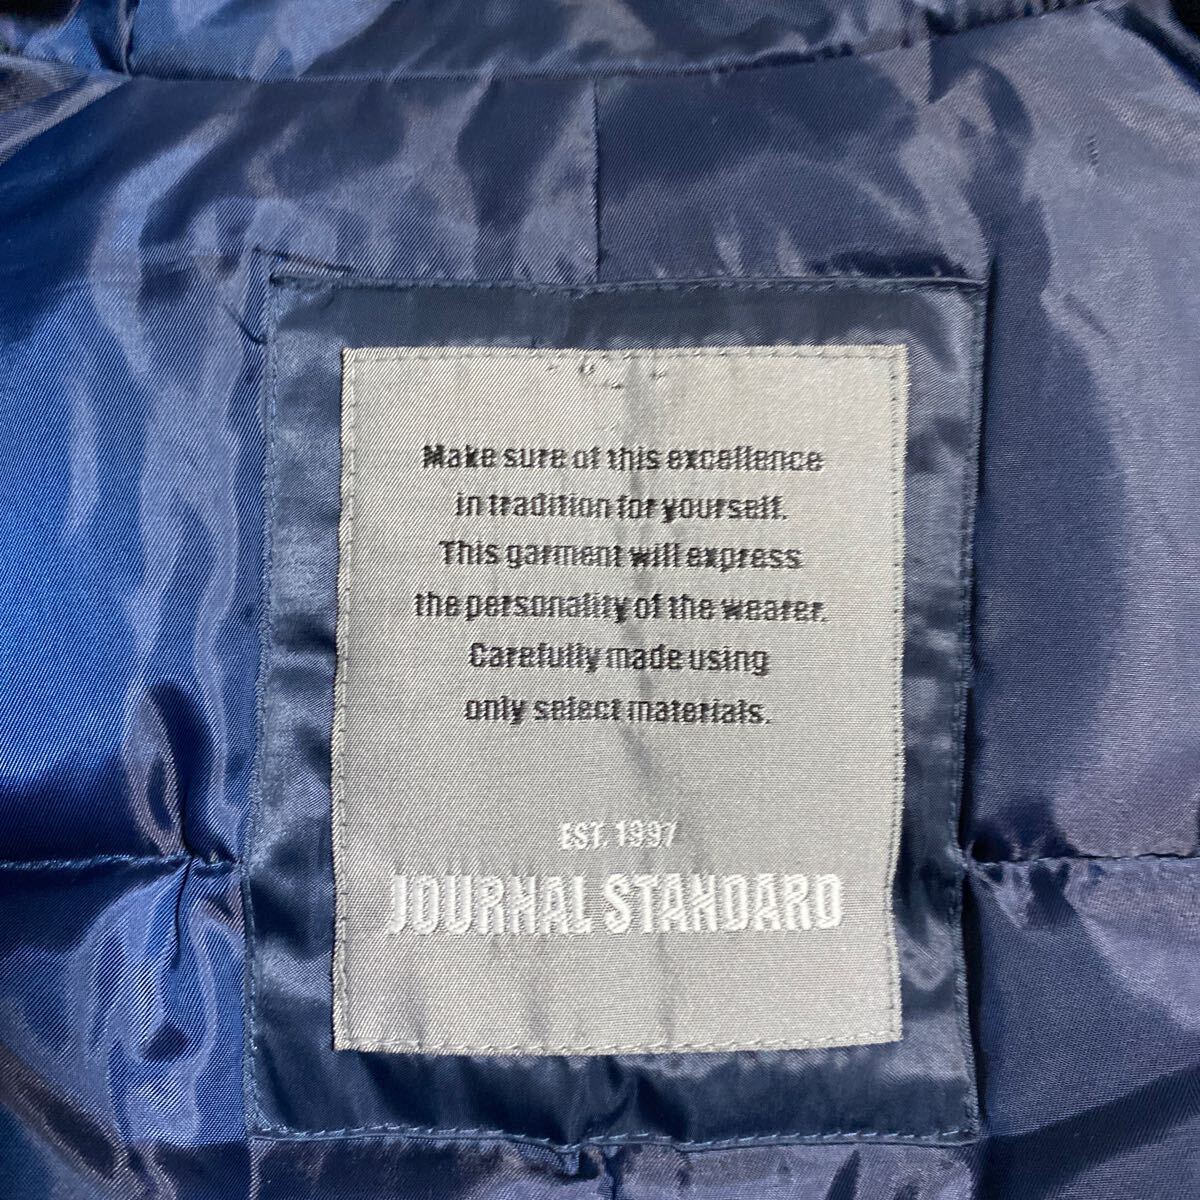 Make sure of this excellence
in tradition for yourself.
This garment will express
the personality of the wearer.
Carefully made using
only select materials.
EST. 1997
JOURNAL STANDARD